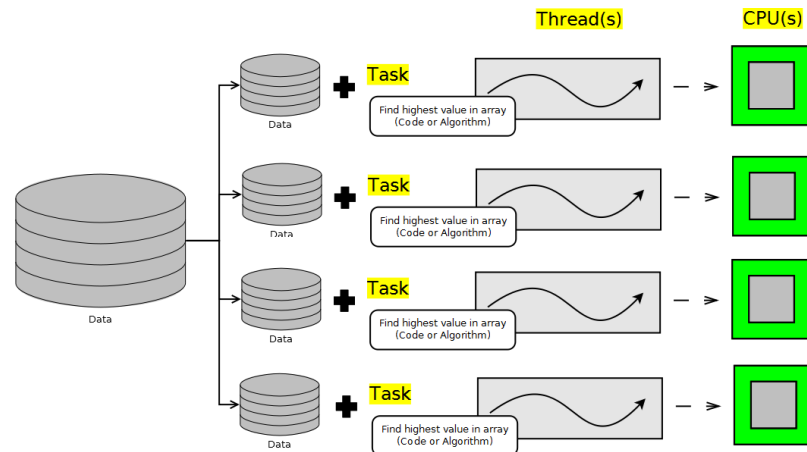 Thread(s)
CPU(s)
Task
Find highest value in array
(Code or Algorithm)
Data
Task
Find highest value in array
(Code or Algorithm)
Data
Data
Task
Find highest value in array
(Code or Algorithm)
Data
Task
Find highest value in array
(Code or Algorithm)
Data